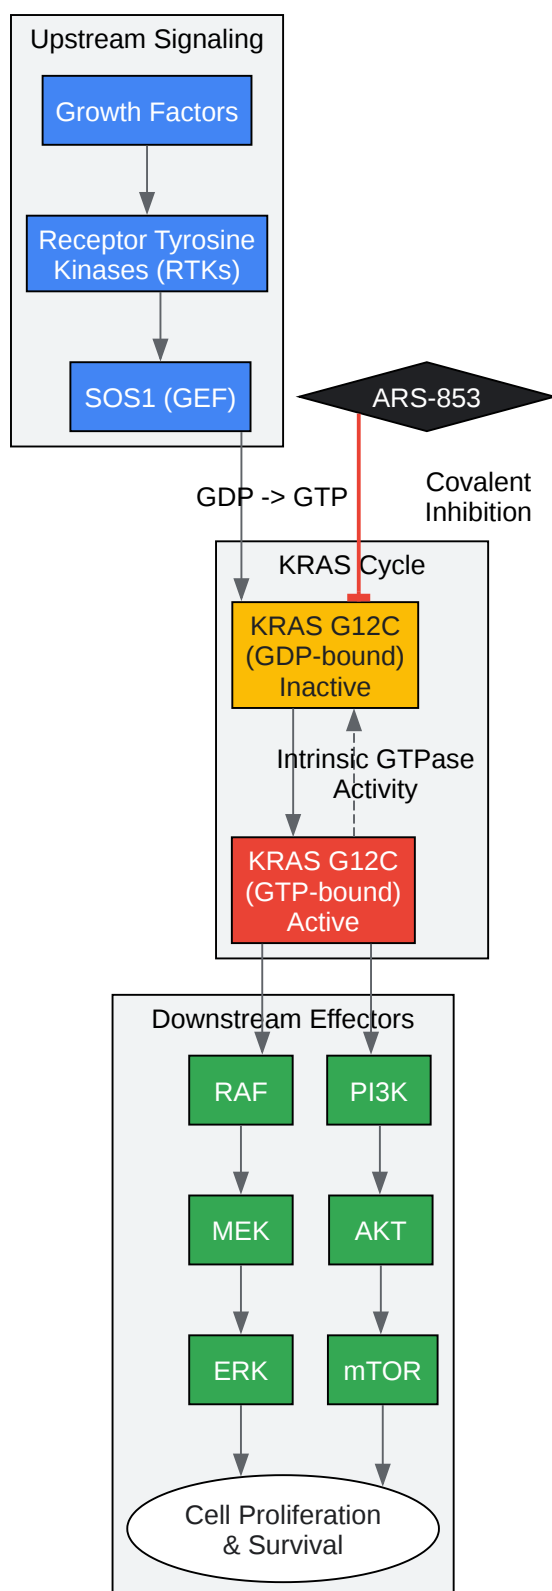 Upstream Signaling
Growth Factors
Receptor Tyrosine
Kinases (RTKs)
SOS1 (GEF)
ARS-853
GDP -> GTP
Covalent
Inhibition
KRAS Cycle
KRAS G12C
(GDP-bound)
Inactive
Intrinsic GTPase
Activity
KRAS G12C
(GTP-bound)
Active
Downstream Effectors
RAF
PI3K
MEK
AKT
ERK
mTOR
Cell Proliferation
& Survival